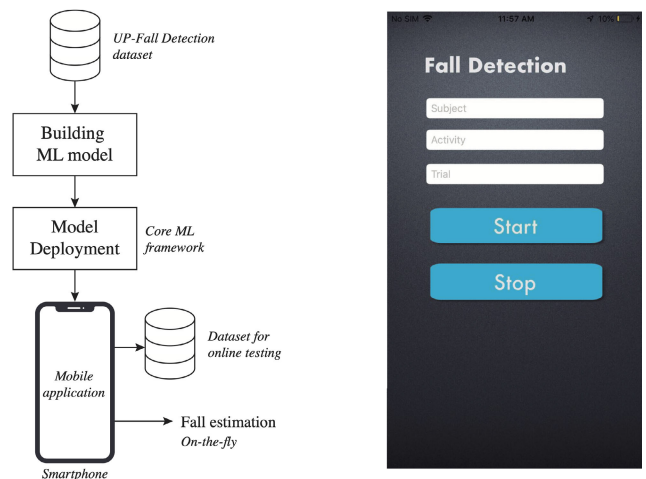 UP-Fall Detection
dataset
Building
ML model
Model
Deployment
Core ML
framework
Mobile
application
Dataset for
online testing
Fall estimation
On-the-fly
Smartphone
No SIM
11:57 AM
10%
Fall Detection
Subject
Activity
Trial
Start
Stop